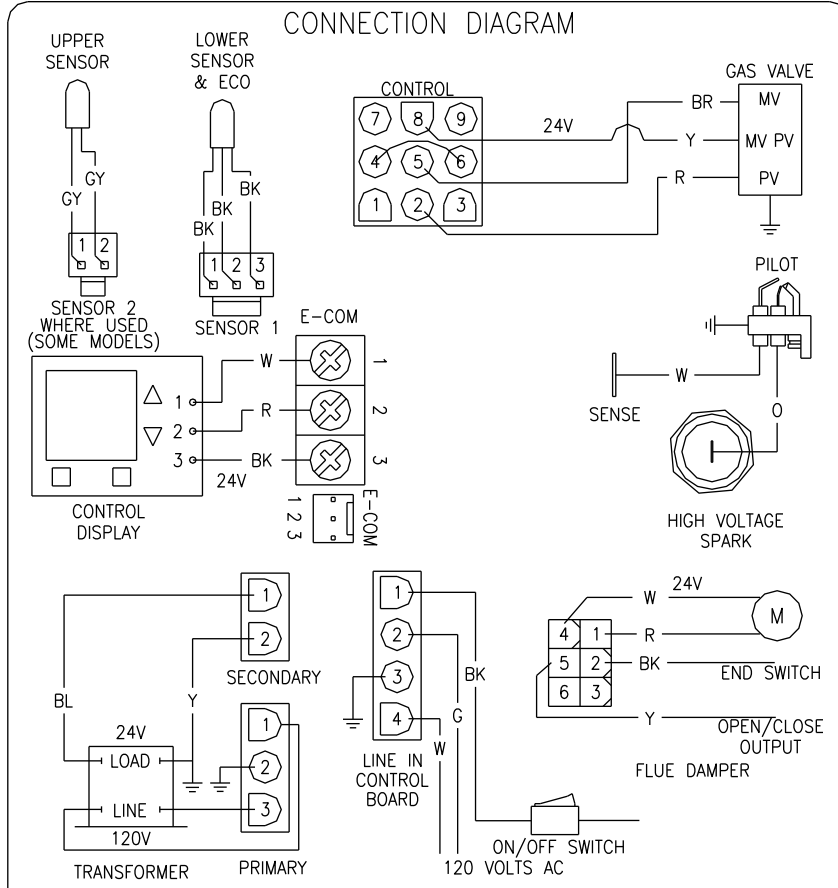 CONNECTION DIAGRAM
UPPER
SENSOR
GY
GY
1 2
SENSOR 2
WHERE USED
(SOME MODELS)
LOWER
SENSOR
& ECO
BK
BK
BK
1 2 3
SENSOR 1
CONTROL
7 8 9
4 5 6
1 2 3
24V
BR
Y
R
GAS VALVE
MV
MV PV
PV
PILOT
W
SENSE
O
HIGH VOLTAGE
SPARK
E-COM
W
1
R
2
BK
3
1
2
3
24V
CONTROL
DISPLAY
1 2 3
E-COM
1
2
SECONDARY
BL
Y
24V
LOAD
LINE
120V
TRANSFORMER
1
2
3
PRIMARY
1
2
3
4
LINE IN
CONTROL
BOARD
BK
G
W
ON/OFF SWITCH
120 VOLTS AC
W
24V
M
4 1
R
5 2
BK
END SWITCH
6 3
Y
OPEN/CLOSE
OUTPUT
FLUE DAMPER